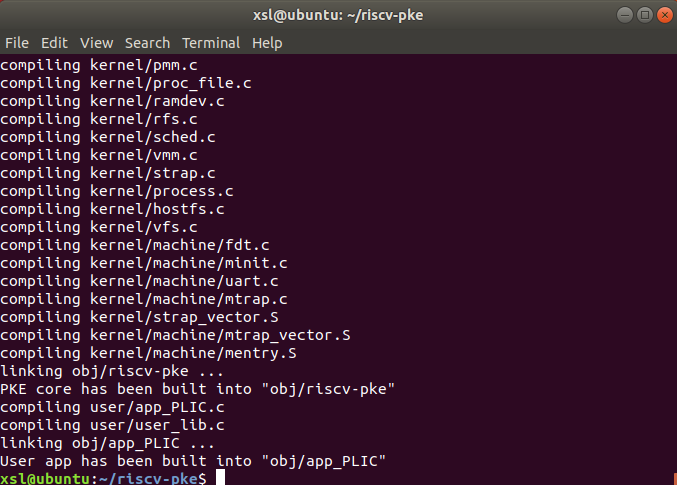 xsl@ubuntu: ~/riscv-pke
File Edit View Search Terminal Help
compiling kernel/pmm.c
compiling kernel/proc_file.c
compiling kernel/ramdev.c
compiling kernel/rfs.c
compiling kernel/sched.c
compiling kernel/vmm.c
compiling kernel/strap.c
compiling kernel/process.c
compiling kernel/hostfs.c
compiling kernel/vfs.c
compiling kernel/machine/fdt.c
compiling kernel/machine/minit.c
compiling kernel/machine/uart.c
compiling kernel/machine/mtrap.c
compiling kernel/strap_vector.S
compiling kernel/machine/mtrap_vector.S
compiling kernel/machine/mentry.S
linking obj/riscv-pke ...
PKE core has been built into "obj/riscv-pke"
compiling user/app_PLIC.c
compiling user/user_lib.c
linking obj/app_PLIC ...
User app has been built into "obj/app_PLIC"
xsl@ubuntu:~/riscv-pke$